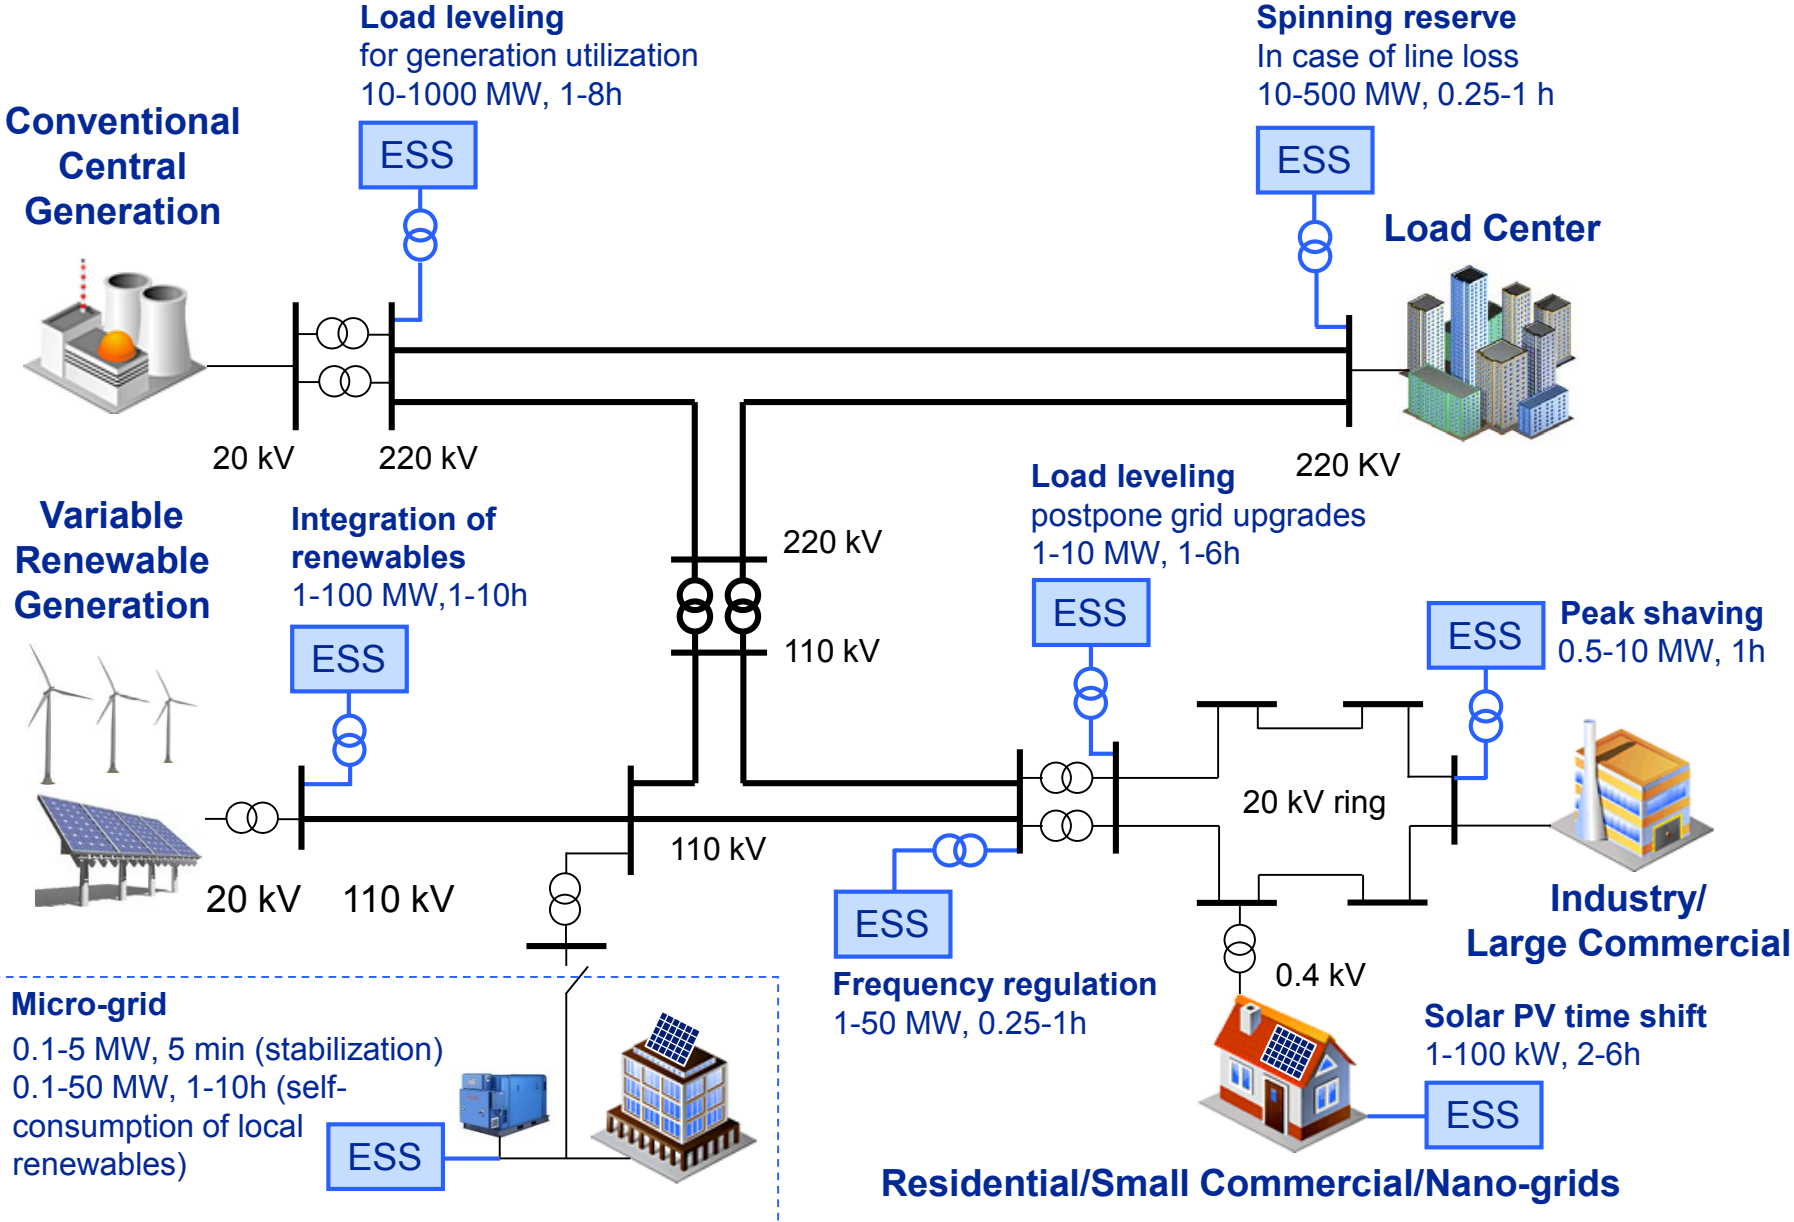 Load leveling
for generation utilization
10-1000 MW, 1-8h
ESS
Spinning reserve
In case of line loss
10-500 MW, 0.25-1 h
ESS
Conventional
Central
Generation
Load Center
20 kV
220 kV
220 KV
Variable
Renewable
Generation
Integration of
renewables
1-100 MW,1-10h
ESS
220 kV
110 kV
Load leveling
postpone grid upgrades
1-10 MW, 1-6h
ESS
ESS
Peak shaving
0.5-10 MW, 1h
20 kV ring
110 kV
20 kV
110 kV
ESS
Frequency regulation
1-50 MW, 0.25-1h
Industry/
Large Commercial
0.4 kV
Micro-grid
0.1-5 MW, 5 min (stabilization)
0.1-50 MW, 1-10h (self-
consumption of local
renewables)
ESS
Solar PV time shift
1-100 kW, 2-6h
ESS
Residential/Small Commercial/Nano-grids